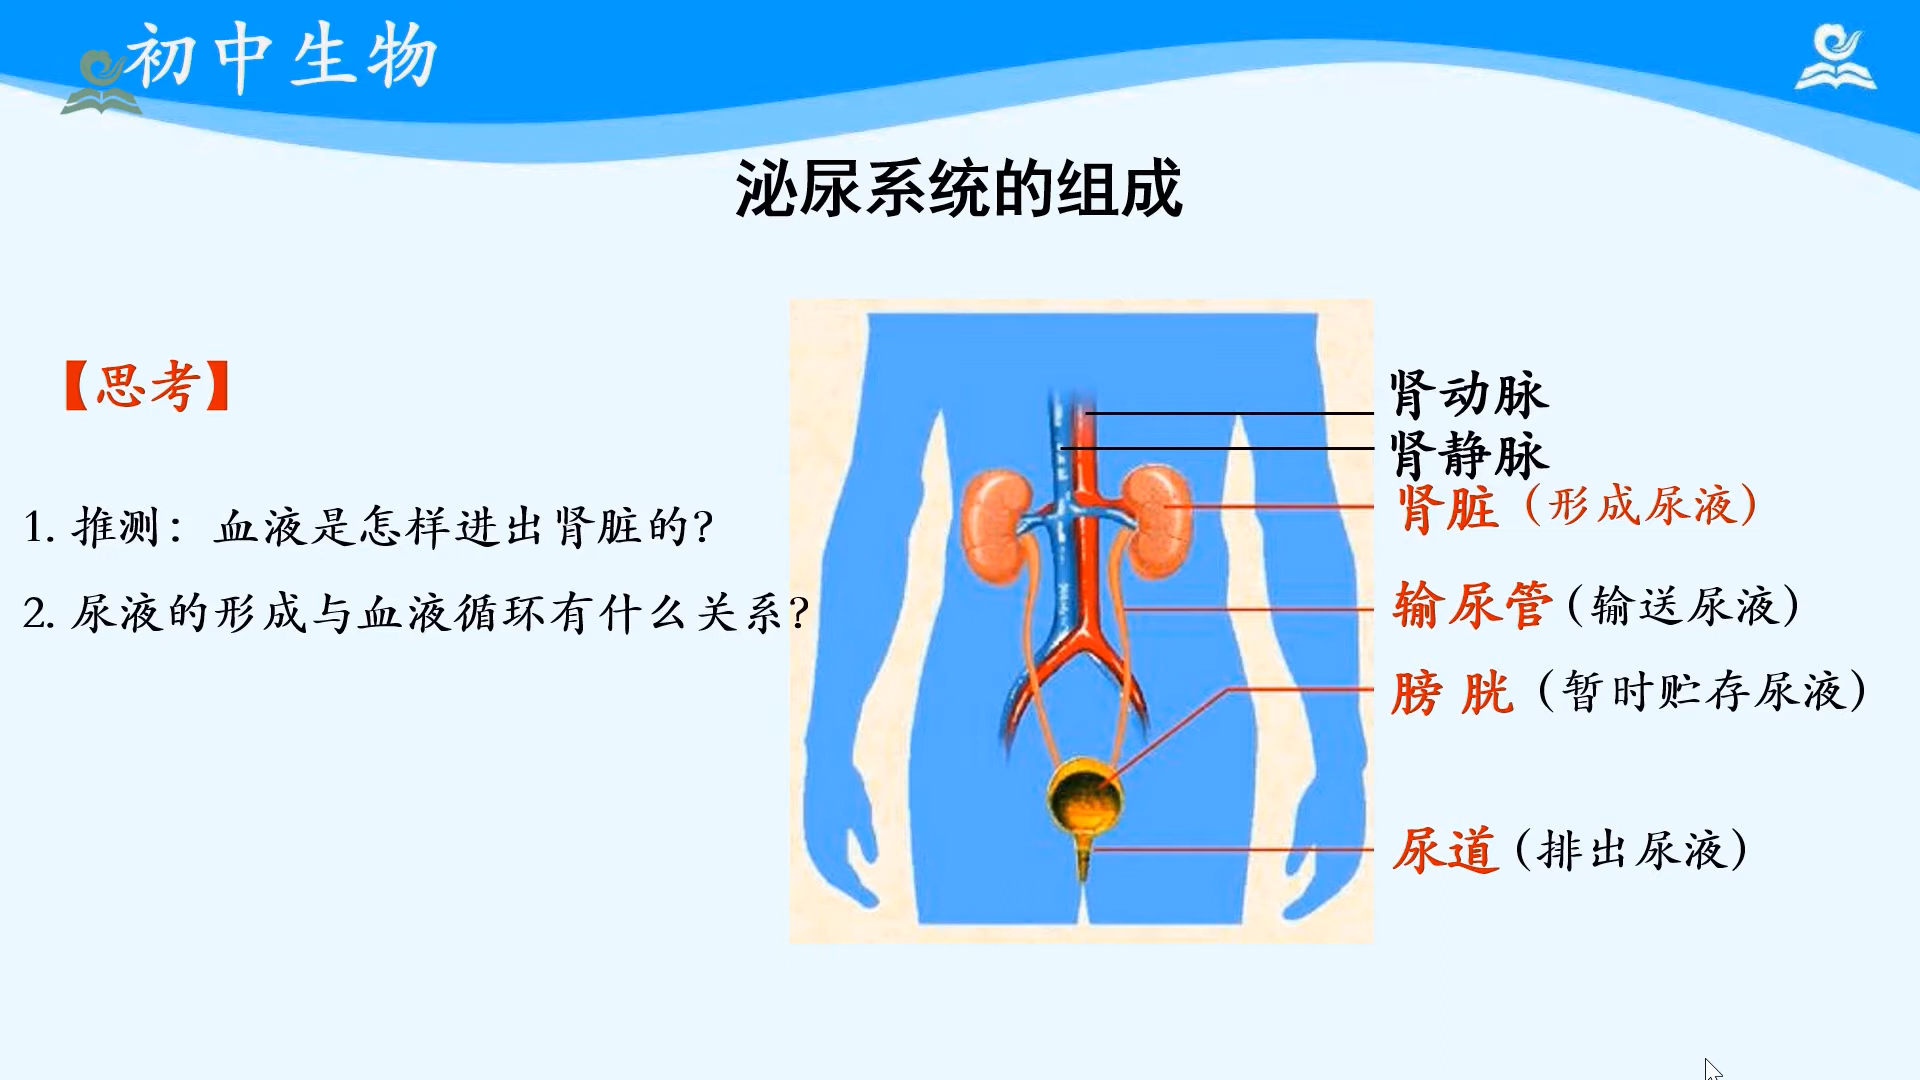 初中生物
泌尿系统的组成
【思考】
1. 推测：血液是怎样进出肾脏的？
2. 尿液的形成与血液循环有什么关系？
肾动脉
肾静脉
肾脏（形成尿液）
输尿管（输送尿液）
膀胱（暂时贮存尿液）
尿道（排出尿液）